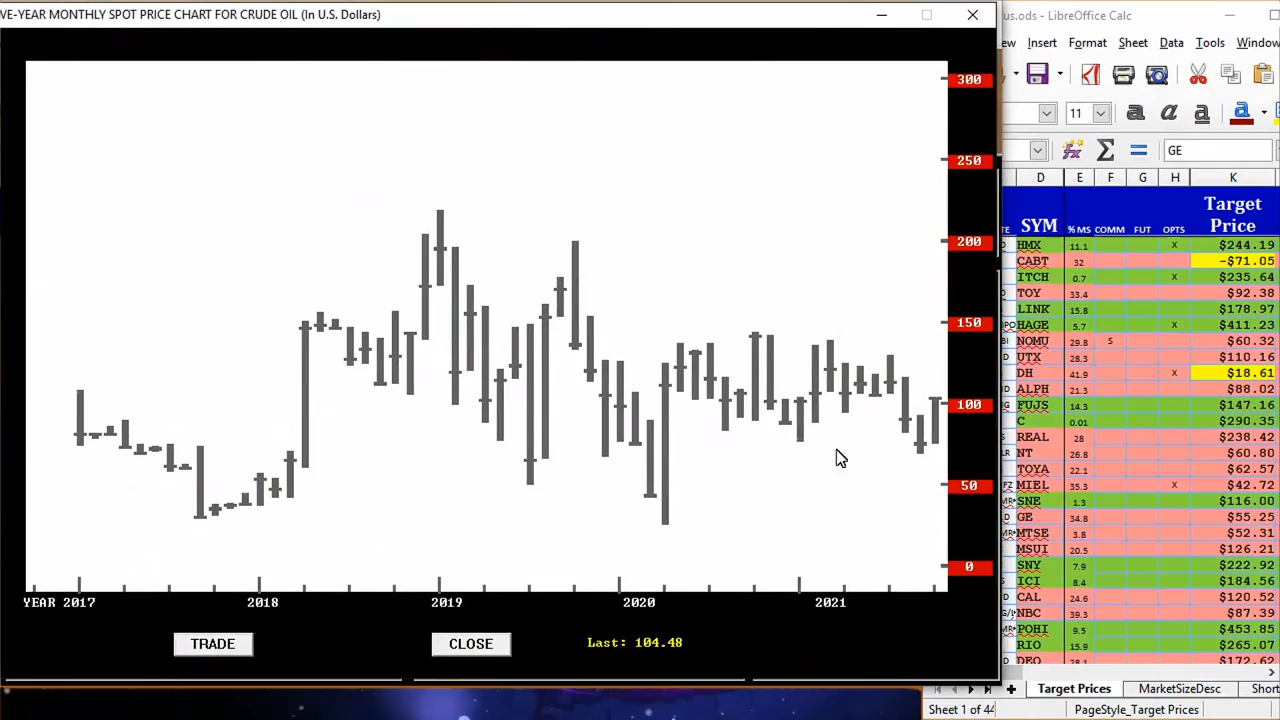 VE-YEAR MONTHLY SPOT PRICE CHART FOR CRUDE OIL (In U.S. Dollars)
us.ods - LibreOffice Calc
ew Insert Format Sheet Data Tools Window
11
GE
D E F G H K
SYM % MS COMM FUT OPTS Target Price
HMX 11.1 X $244.19
CABT 32 -$71.05
ITCH 0.7 X $235.64
TOY 33.4 $92.38
LINK 15.8 $178.97
HAGE 5.7 X $411.23
NOMU 29.8 S $60.32
UTX 28.3 $110.16
DH 41.9 X $18.61
ALPH 21.3 $88.02
FUJS 14.3 $147.16
C 0.01 $290.35
REAL 28 $238.42
NT 26.8 $60.80
TOYA 22.1 $62.57
MIEL 35.3 X $42.72
SNE 1.3 $116.00
GE 34.8 $55.25
MTSE 3.8 $52.31
MSUI 20.5 $126.21
SNY 7.9 $222.92
ICI 8.4 $184.56
CAL 24.6 $120.52
NBC 39.3 $87.39
POHI 9.5 $453.85
RIO 15.9 $265.07
DEO 28.1 $172.62
300
250
200
150
100
50
0
YEAR 2017 2018 2019 2020 2021
TRADE CLOSE Last: 104.48
Target Prices MarketSizeDesc Short
Sheet 1 of 44 PageStyle_Target Prices